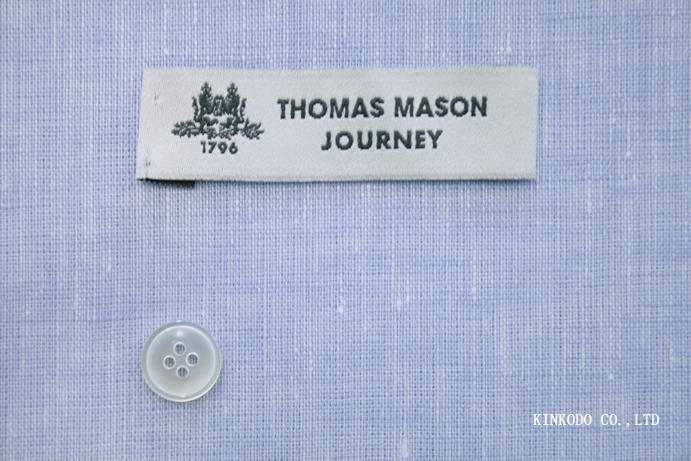 THOMAS MASON
JOURNEY
1796
KINKODO CO.,LTD